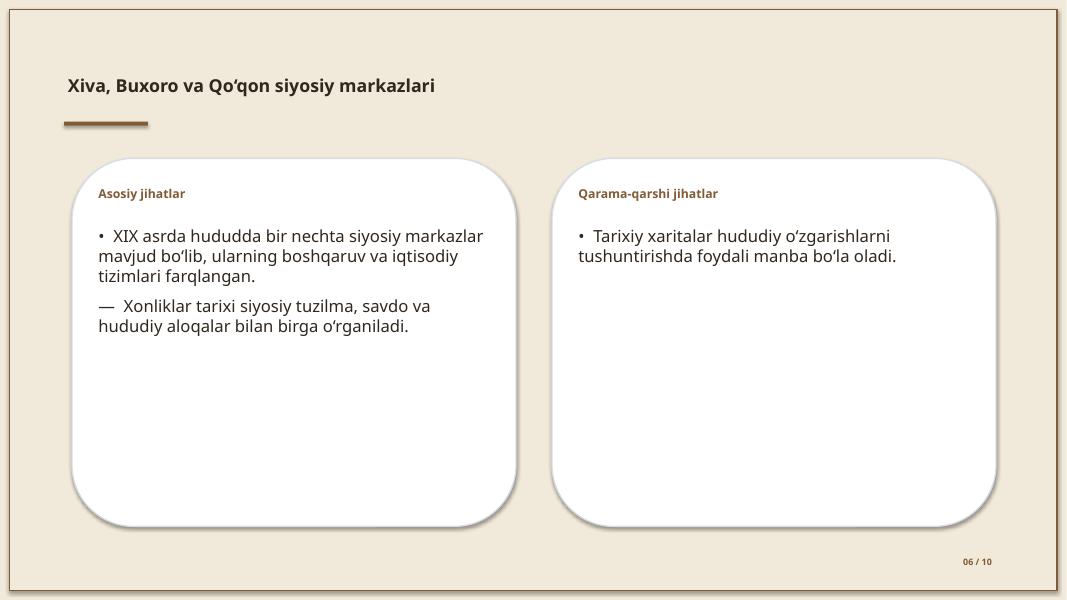 Xiva, Buxoro va Qo‘qon siyosiy markazlari
Asosiy jihatlar
• XIX asrda hududda bir nechta siyosiy markazlar
mavjud bo‘lib, ularning boshqaruv va iqtisodiy
tizimlari farqlangan.
— Xonliklar tarixi siyosiy tuzilma, savdo va
hududiy aloqalar bilan birga o‘rganiladi.
Qarama-qarshi jihatlar
• Tarixiy xaritalar hududiy o‘zgarishlarni
tushuntirishda foydali manba bo‘la oladi.
06 / 10